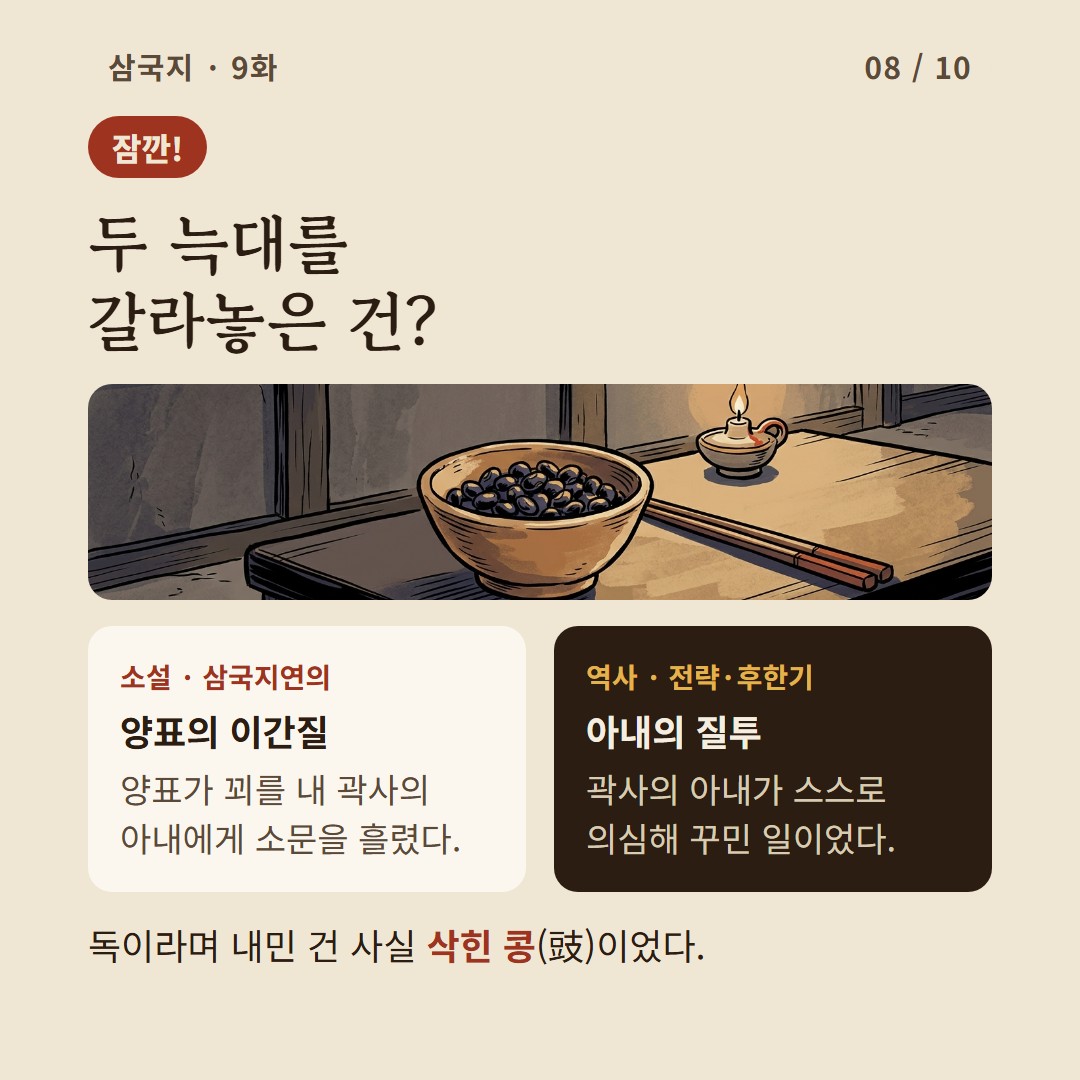 삼국지 · 9화
08 / 10
잠깐!
두 늑대를
갈라놓은 건?
소설 · 삼국지연의
양표의 이간질
양표가 꾀를 내 곽사의
아내에게 소문을 흘렸다.
역사 · 전략·후한기
아내의 질투
곽사의 아내가 스스로
의심해 꾸민 일이었다.
독이라며 내민 건 사실 삭힌 콩(豉)이었다.